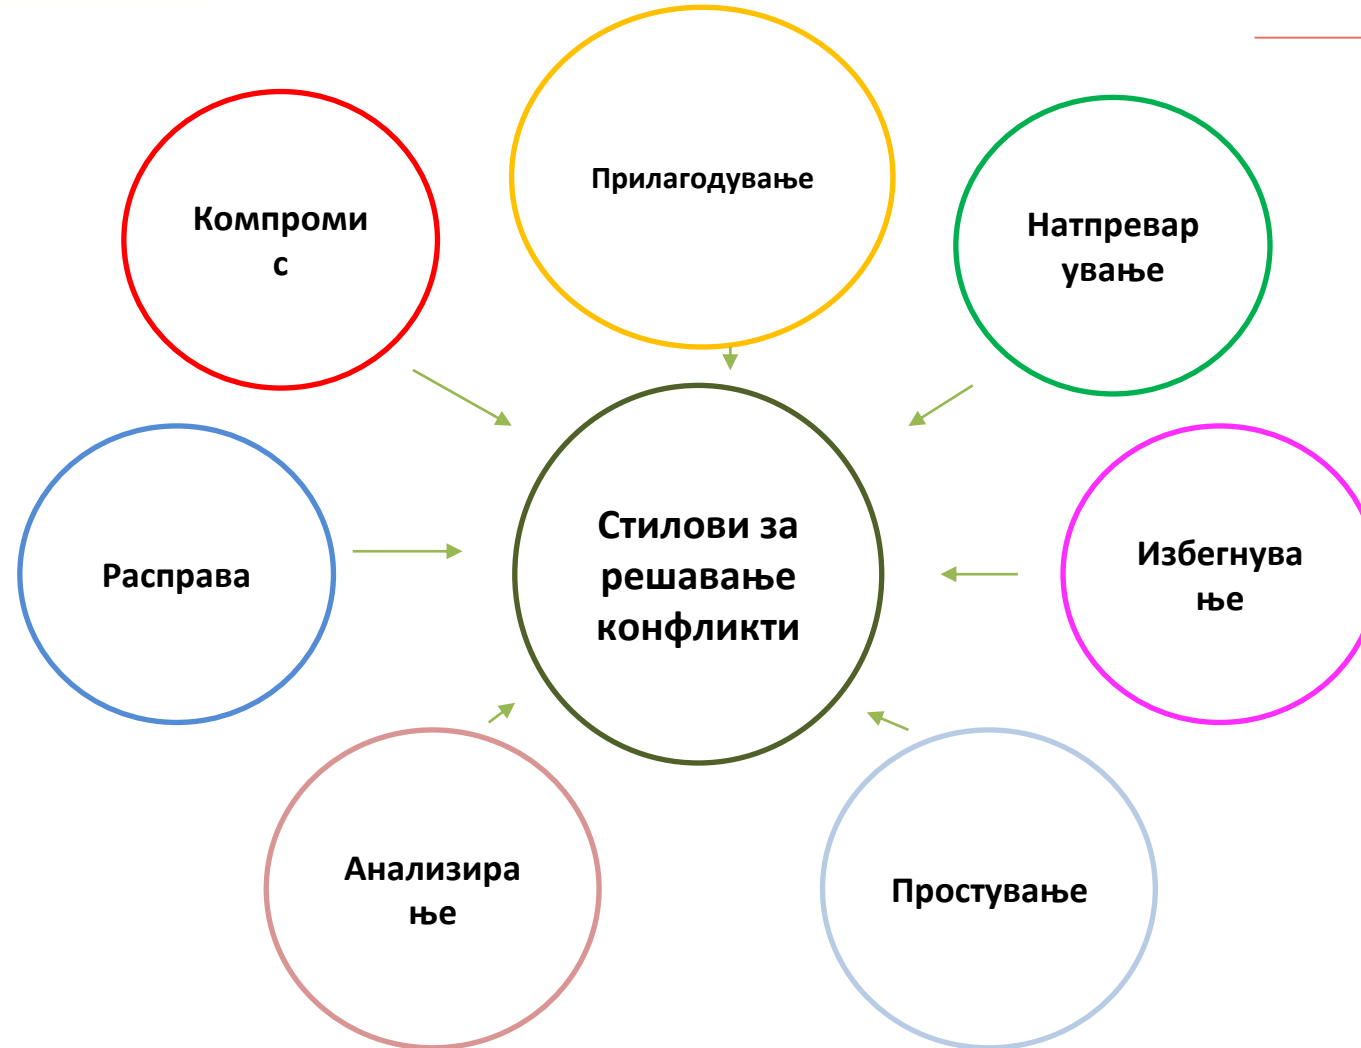 Прилагодување
Компроми
с
Натпревар
ување
Стилови за
решавање
конфликти
Расправа
Избегнува
ње
Анализира
ње
Простување